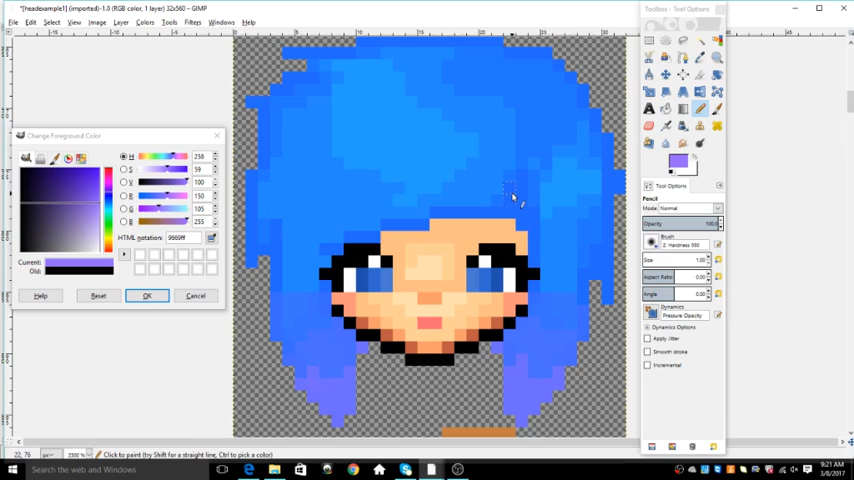 *[headexample1] (imported)-1.0 (RGB color, 1 layer) 32x560 – GIMP
File Edit Select View Image Layer Colors Tools Filters Windows Help
Toolbox - Tool Options
Change Foreground Color
H 258
S 59
V 100
R 150
G 105
B 255
HTML notation: 9669ff
Current:
Old:
Help Reset OK Cancel
Tool Options
Pencil
Mode: Normal
Opacity 100.0
Brush
2. Hardness 050
Size 1.00
Aspect Ratio 0.00
Angle 0.00
Dynamics
Pressure Opacity
Dynamics Options
Apply Jitter
Smooth stroke
Incremental
22, 76 px 2300 % Click to paint (try Shift for a straight line, Ctrl to pick a color)
Search the web and Windows
9:21 AM
3/8/2017